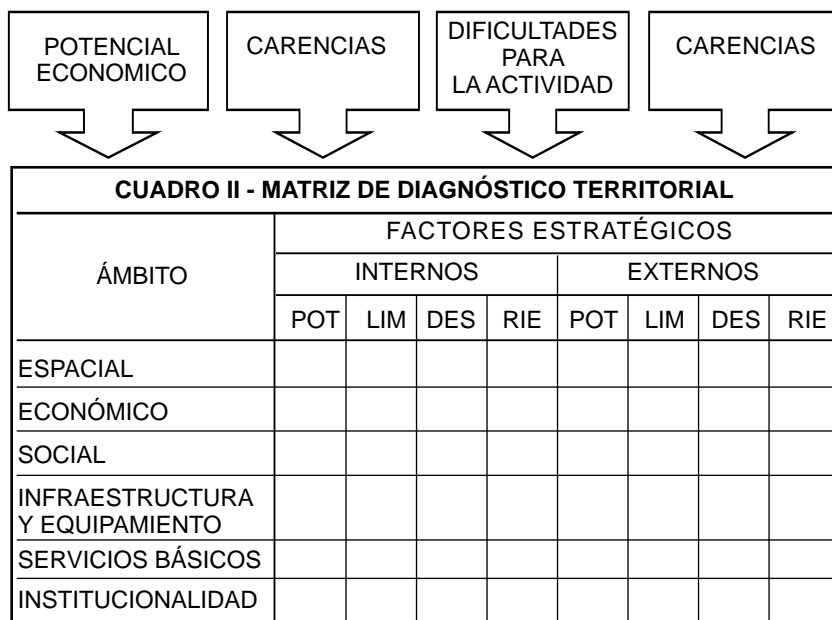 POTENCIAL
ECONOMICO
CARENCIAS
DIFICULTADES
PARA
LA ACTIVIDAD
CARENCIAS
CUADRO II - MATRIZ DE DIAGNÓSTICO TERRITORIAL
ÁMBITO
FACTORES ESTRATÉGICOS
INTERNOS EXTERNOS
POT LIM DES RIE POT LIM DES RIE
ESPACIAL
ECONÓMICO
SOCIAL
INFRAESTRUCTURA
Y EQUIPAMIENTO
SERVICIOS BÁSICOS
INSTITUCIONALIDAD